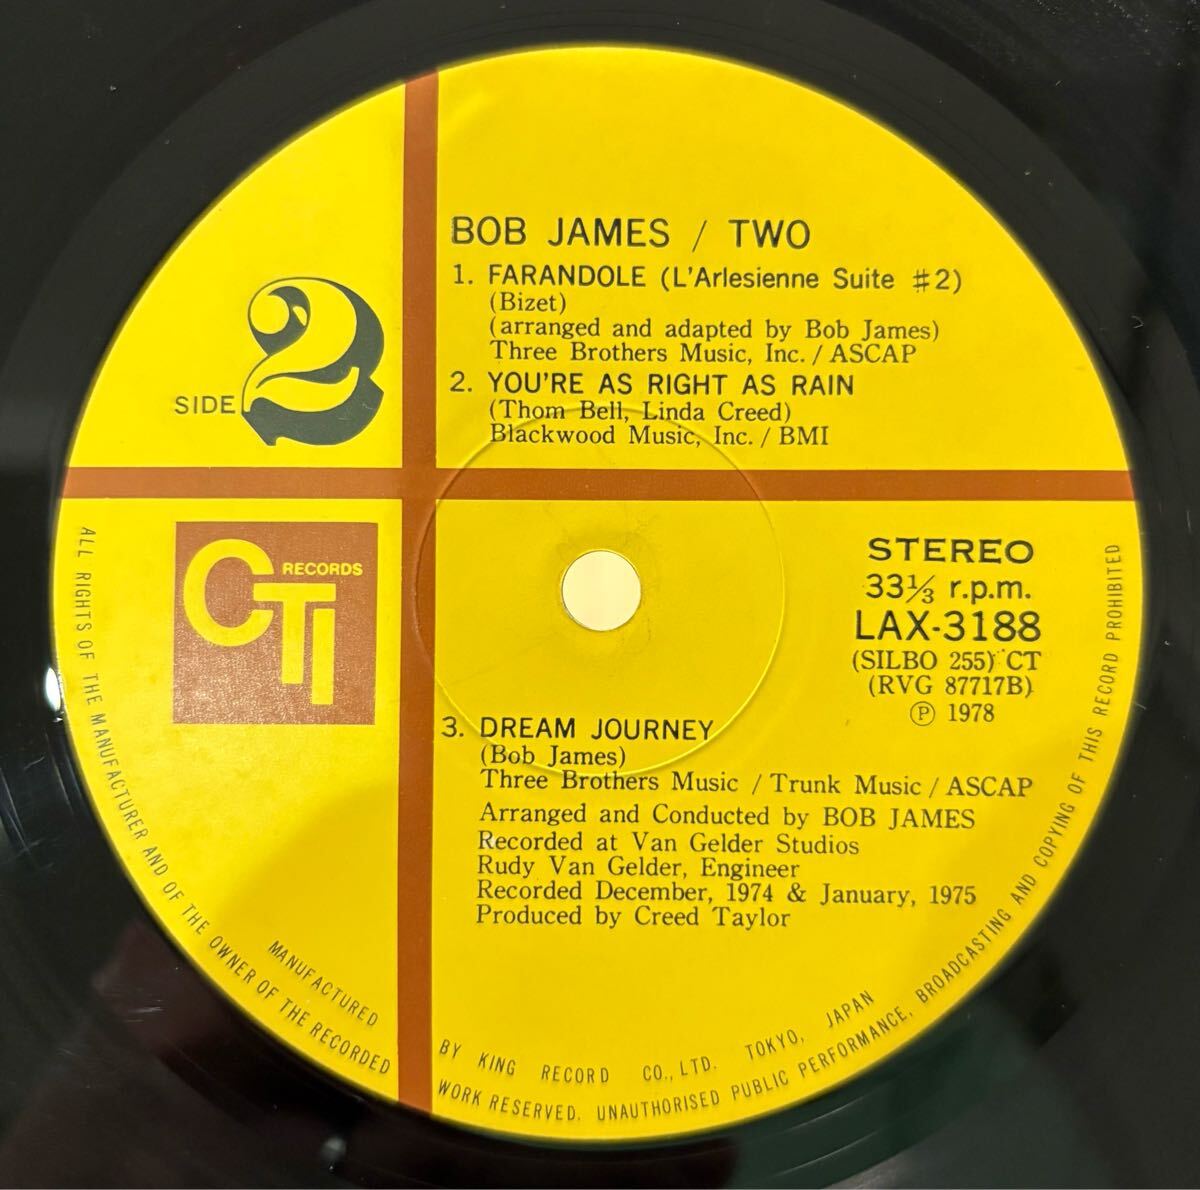 BOB JAMES / TWO
1. FARANDOLE (L'Arlesienne Suite #2)
(Bizet)
(arranged and adapted by Bob James)
Three Brothers Music, Inc. / ASCAP
2. YOU'RE AS RIGHT AS RAIN
(Thom Bell, Linda Creed)
Blackwood Music, Inc. / BMI
SIDE 2
CTI RECORDS
STEREO
33⅓ r.p.m.
LAX-3188
(SILBO 255) CT
(RVG 87717B)
Ⓟ 1978
3. DREAM JOURNEY
(Bob James)
Three Brothers Music / Trunk Music / ASCAP
Arranged and Conducted by BOB JAMES
Recorded at Van Gelder Studios
Rudy Van Gelder, Engineer
Recorded December, 1974 & January, 1975
Produced by Creed Taylor
MANUFACTURED BY KING RECORD CO., LTD. TOKYO, JAPAN
ALL RIGHTS OF THE MANUFACTURER AND OF THE OWNER OF THE RECORDED WORK RESERVED. UNAUTHORISED PUBLIC PERFORMANCE, BROADCASTING AND COPYING OF THIS RECORD PROHIBITED